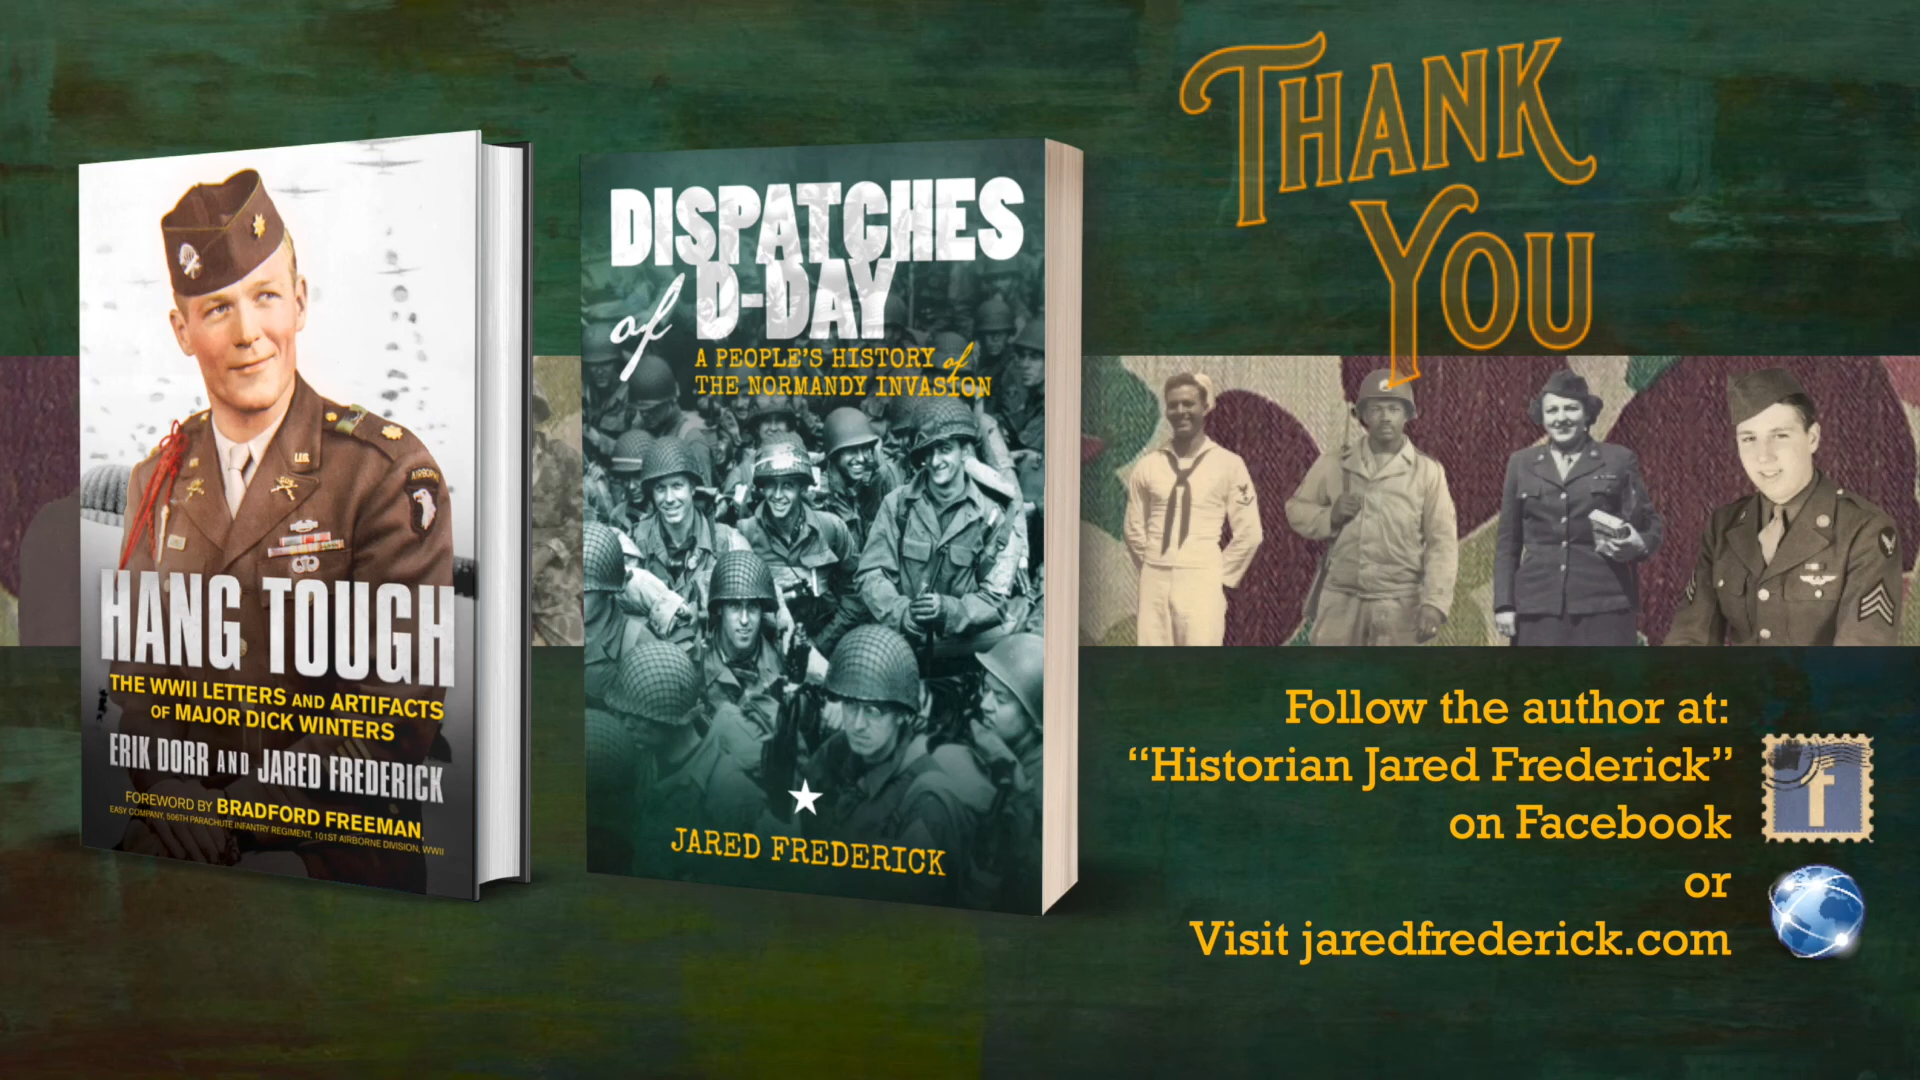 THANK
YOU
AIRBORNE
HANG TOUGH
THE WWII LETTERS AND ARTIFACTS
OF MAJOR DICK WINTERS
ERIK DORR AND JARED FREDERICK
FOREWORD BY BRADFORD FREEMAN,
EASY COMPANY, 506TH PARACHUTE INFANTRY REGIMENT, 101ST AIRBORNE DIVISION, WWII
DISPATCHES
of D-DAY
A PEOPLE'S HISTORY of
THE NORMANDY INVASION
JARED FREDERICK
Follow the author at:
“Historian Jared Frederick”
on Facebook
or
Visit jaredfrederick.com
f